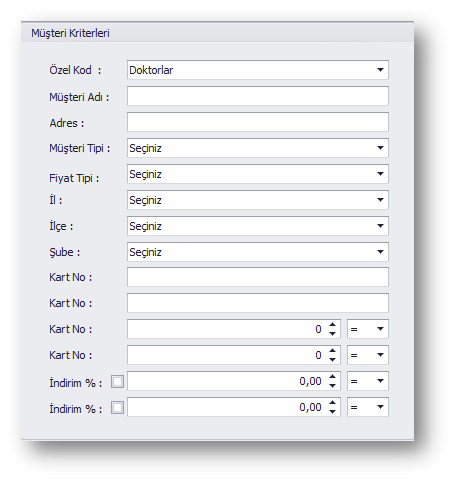 Müşteri Kriterleri
Özel Kod : Doktorlar
Müşteri Adı :
Adres :
Müşteri Tipi : Seçiniz
Fiyat Tipi : Seçiniz
İl : Seçiniz
İlçe : Seçiniz
Şube : Seçiniz
Kart No :
Kart No :
Kart No : 0 =
Kart No : 0 =
İndirim % : 0,00 =
İndirim % : 0,00 =